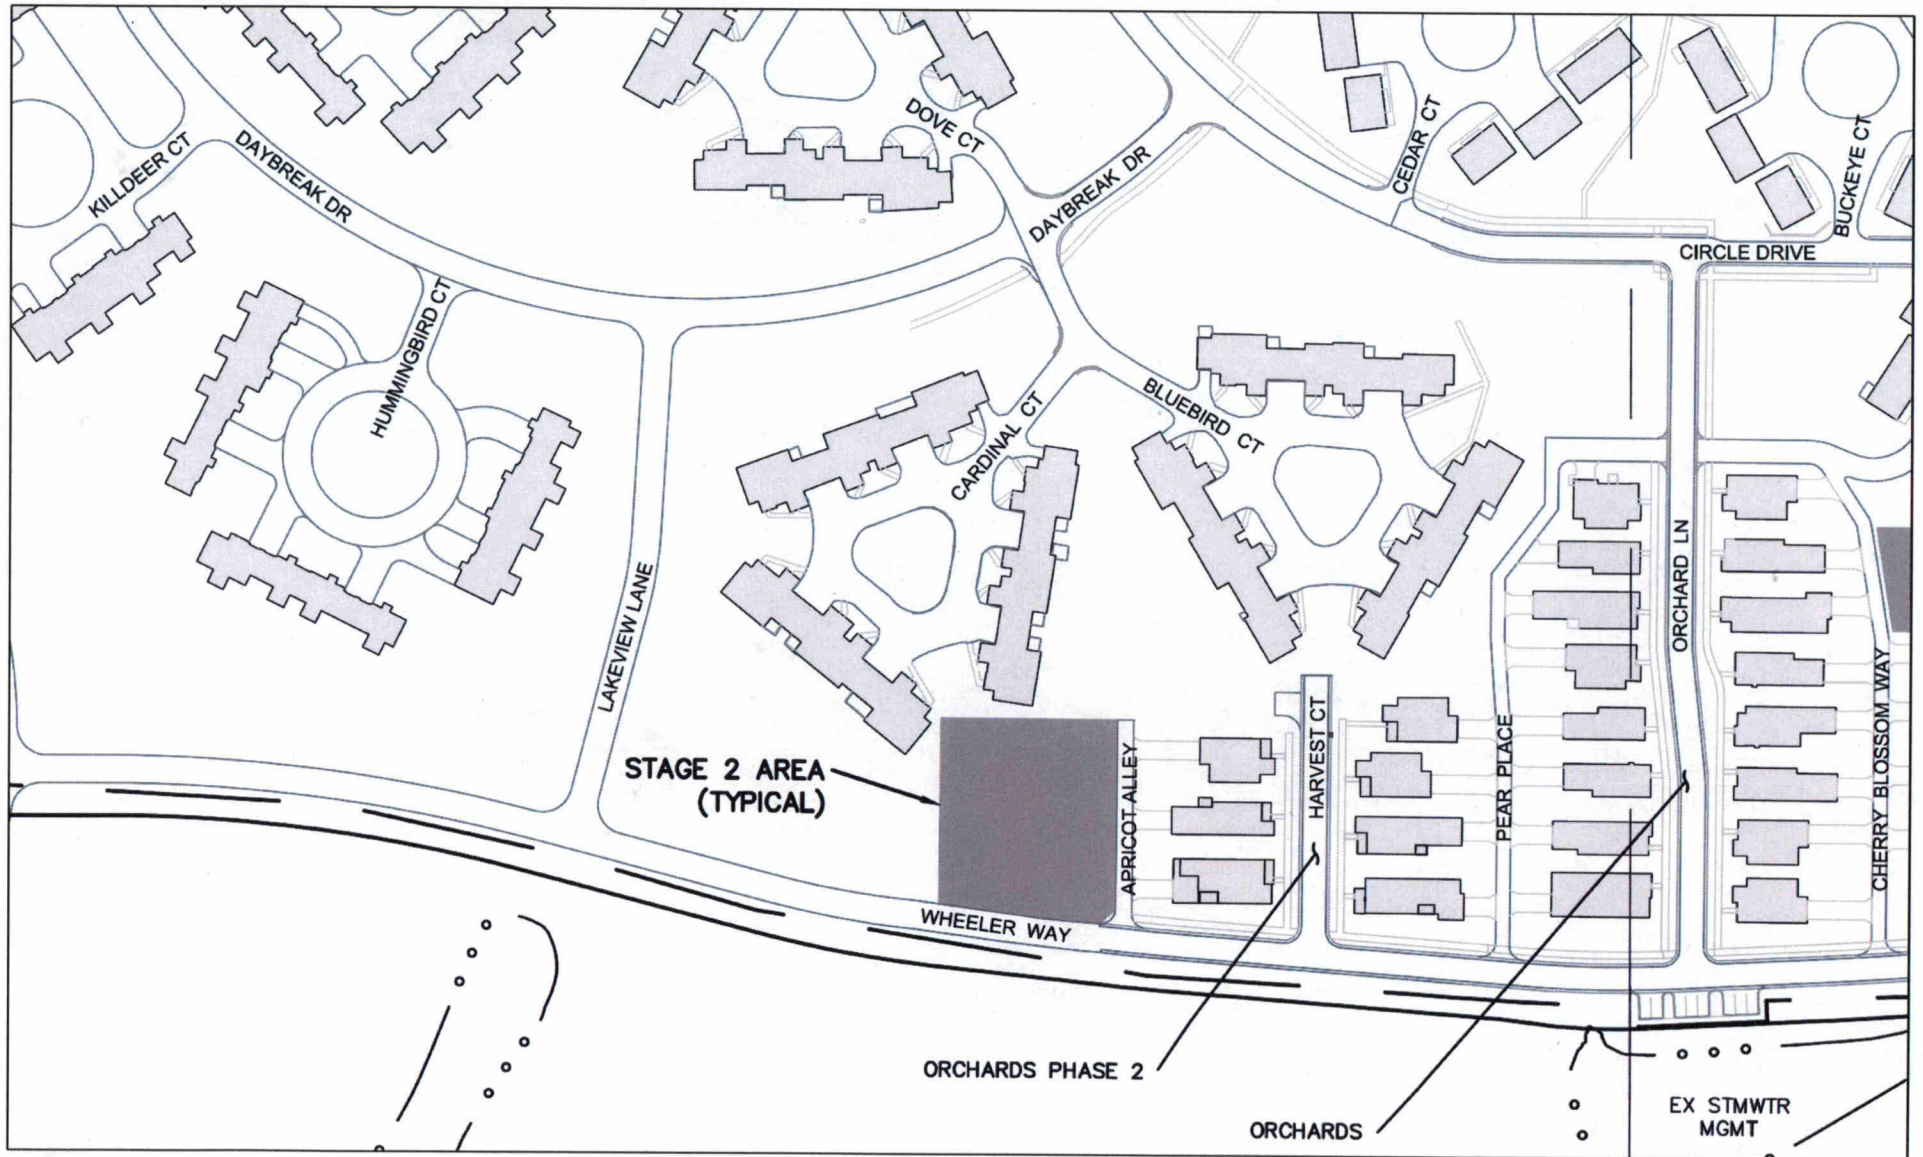 KILLDEER CT
DAYBREAK DR
DOVE CT
DAYBREAK DR
CEDAR CT
BUCKEYE CT
CIRCLE DRIVE
HUMMINGBIRD CT
BLUEBIRD CT
CARDINAL CT
LAKEVIEW LANE
ORCHARD LN
STAGE 2 AREA
(TYPICAL)
APRICOT ALLEY
HARVEST CT
PEAR PLACE
CHERRY BLOSSOM WAY
WHEELER WAY
ORCHARDS PHASE 2
ORCHARDS
EX STMWTR
MGMT